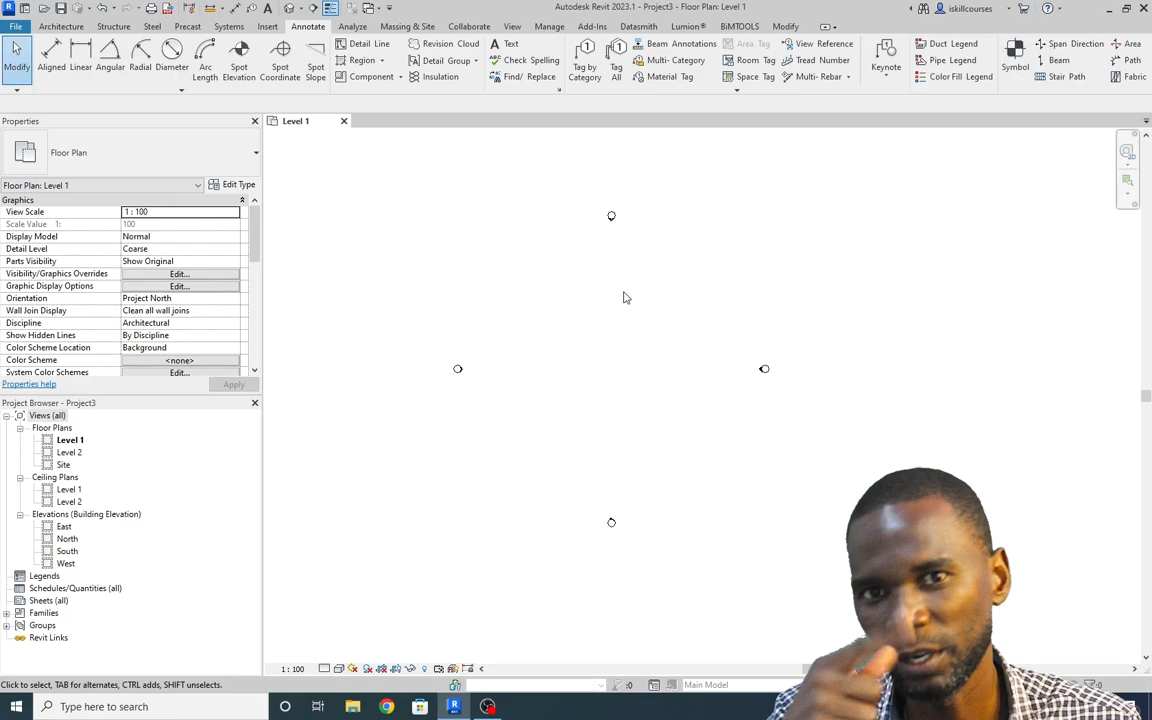 Autodesk Revit 2023.1 - Project3 - Floor Plan: Level 1
iskillcourses
File Architecture Structure Steel Precast Systems Insert Annotate Analyze Massing & Site Collaborate View Manage Add-Ins Datasmith Lumion® BiMTOOLS Modify
Modify
Aligned Linear Angular Radial Diameter Arc Length Spot Elevation Spot Coordinate Spot Slope
Detail Line
Region
Component
Revision Cloud
Detail Group
Insulation
Text
Check Spelling
Find/ Replace
Tag by Category
Tag All
Beam Annotations
Multi- Category
Material Tag
Area Tag
Room Tag
Space Tag
View Reference
Tread Number
Multi- Rebar
Keynote
Duct Legend
Pipe Legend
Color Fill Legend
Symbol
Span Direction
Beam
Stair Path
Area
Path
Fabric
Properties
Floor Plan
Floor Plan: Level 1 Edit Type
Graphics
View Scale 1 : 100
Scale Value 1: 100
Display Model Normal
Detail Level Coarse
Parts Visibility Show Original
Visibility/Graphics Overrides Edit...
Graphic Display Options Edit...
Orientation Project North
Wall Join Display Clean all wall joins
Discipline Architectural
Show Hidden Lines By Discipline
Color Scheme Location Background
Color Scheme <none>
System Color Schemes Edit...
Properties help Apply
Project Browser - Project3
Views (all)
Floor Plans
Level 1
Level 2
Site
Ceiling Plans
Level 1
Level 2
Elevations (Building Elevation)
East
North
South
West
Legends
Schedules/Quantities (all)
Sheets (all)
Families
Groups
Revit Links
Level 1
1 : 100
Click to select, TAB for alternates, CTRL adds, SHIFT unselects.
:0
Main Model
:0
Type here to search